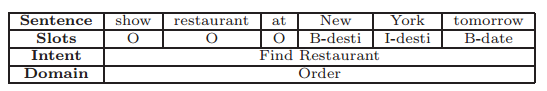 Sentence show restaurant at New York tomorrow
Slots O O O B-desti I-desti B-date
Intent Find Restaurant
Domain Order